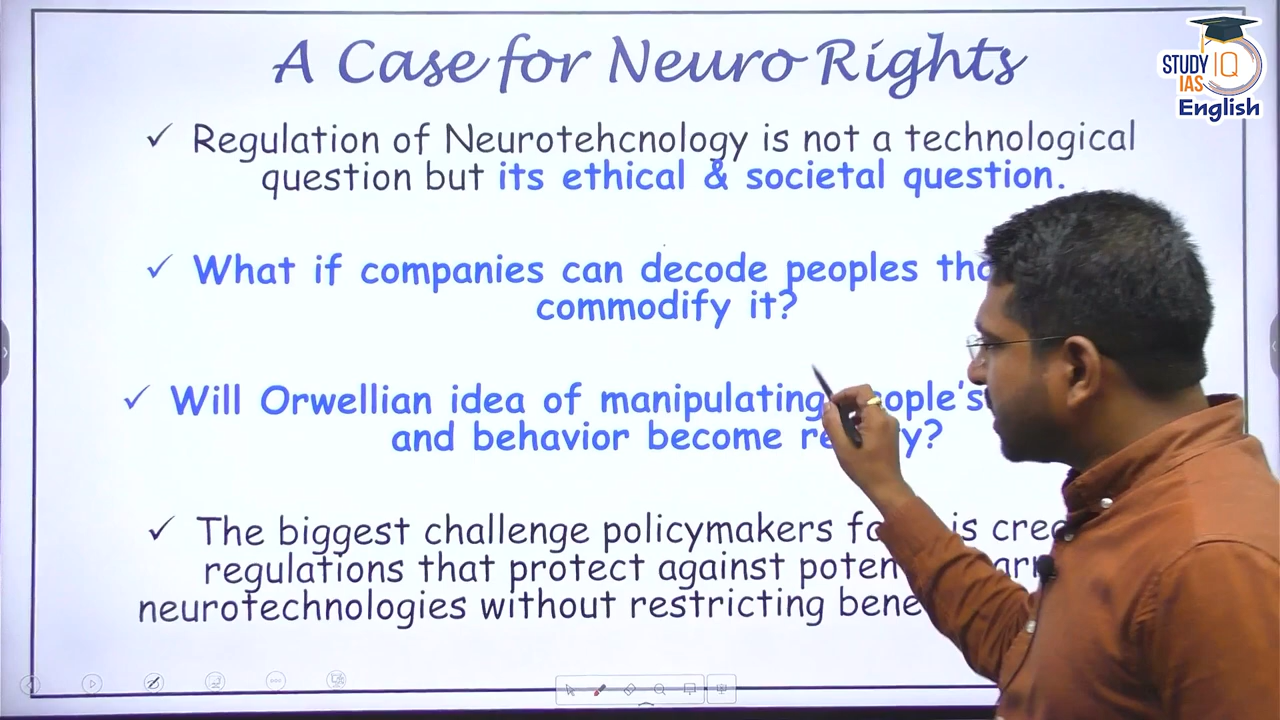 A Case for Neuro Rights
✓ Regulation of Neurotehcnology is not a technological
question but its ethical & societal question.
✓ What if companies can decode peoples
commodify it?
✓ Will Orwellian idea of manipulating
and behavior become
✓ The biggest challenge policymakers is
regulations that protect against
neurotechnologies without restricting
STUDY IQ
IAS
English